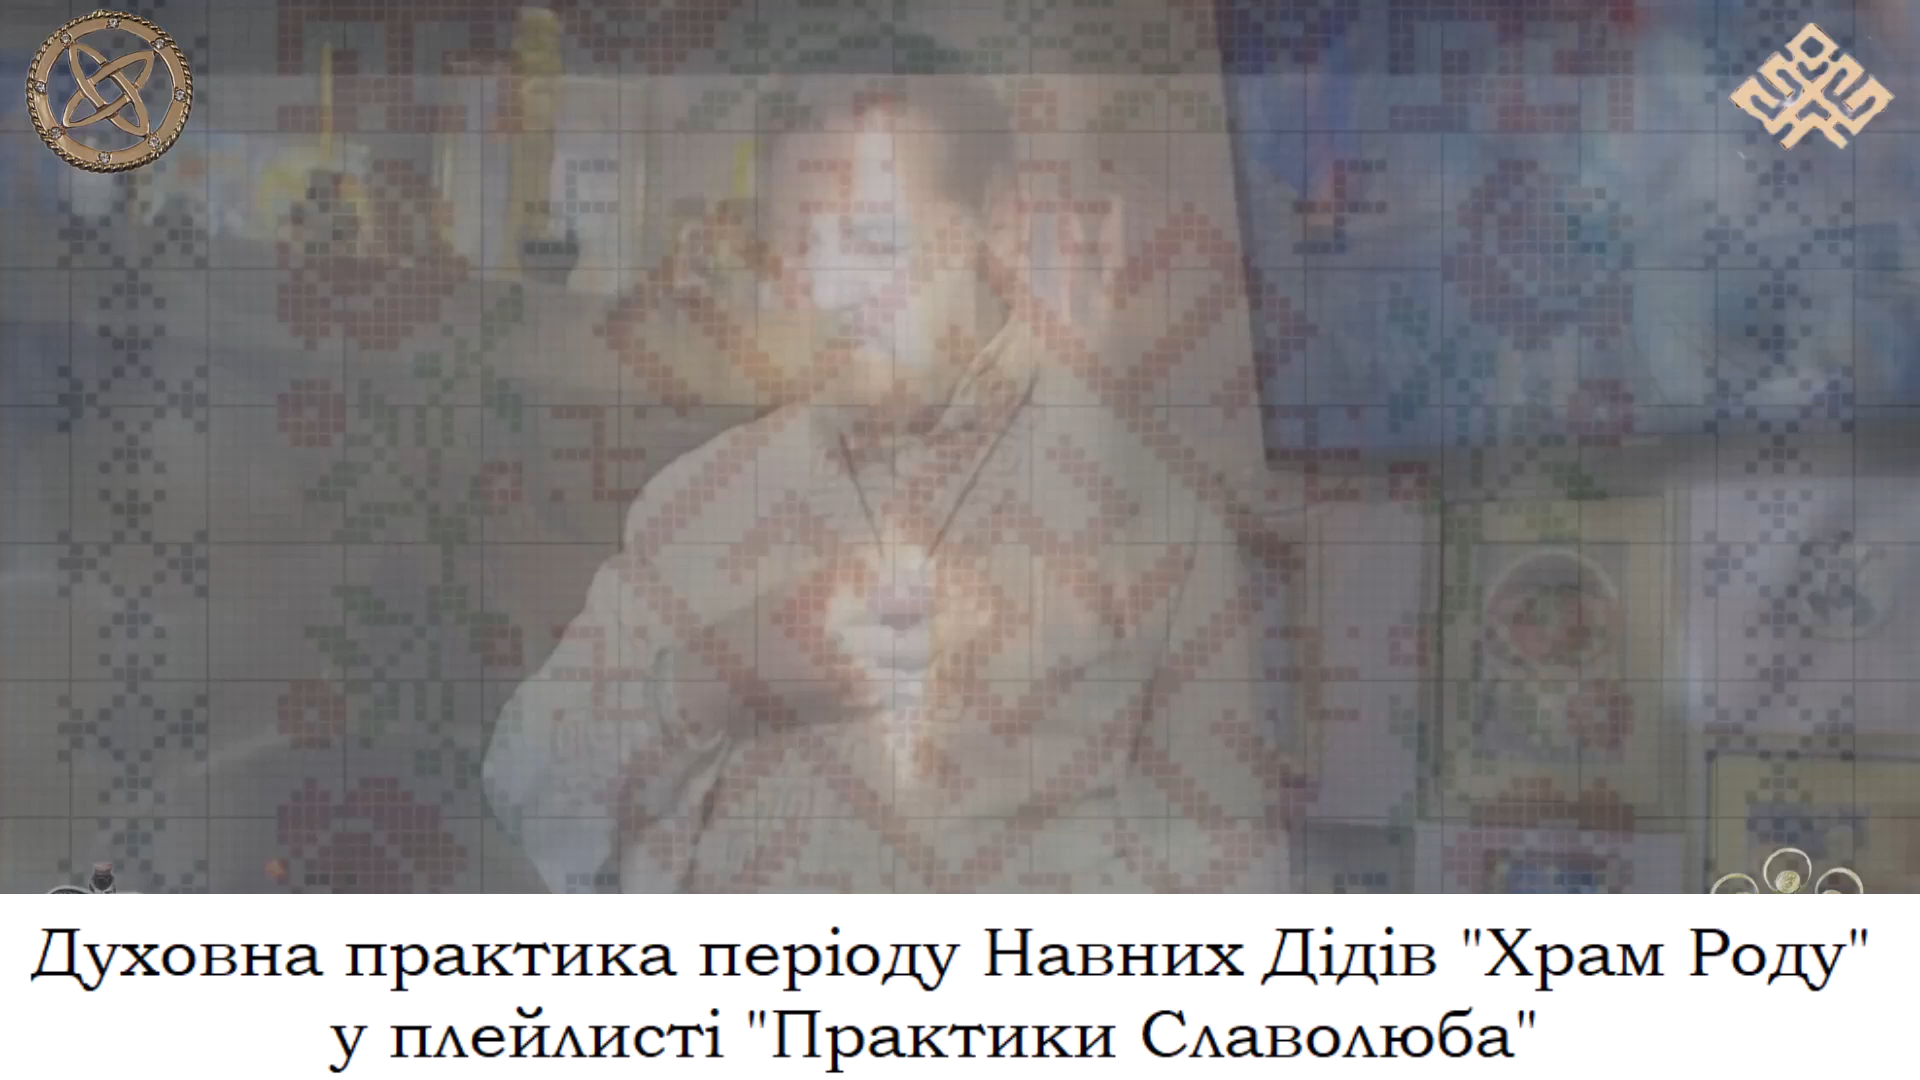 Духовна практика періоду Навних Дідів "Храм Роду"
у плейлисті "Практики Славолюба"